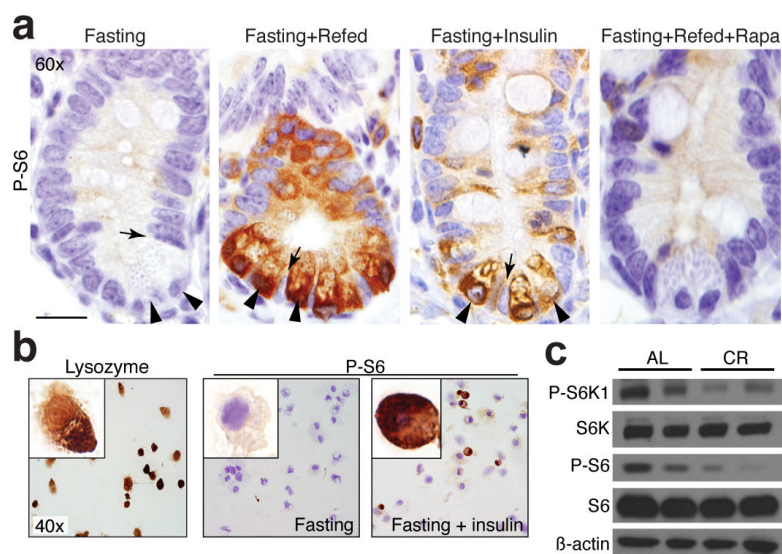 a
Fasting
Fasting+Refed
Fasting+Insulin
Fasting+Refed+Rapa
60x
P-S6
b
Lysozyme
P-S6
40x
Fasting
Fasting + insulin
c
AL
CR
P-S6K1
S6K
P-S6
S6
ß-actin